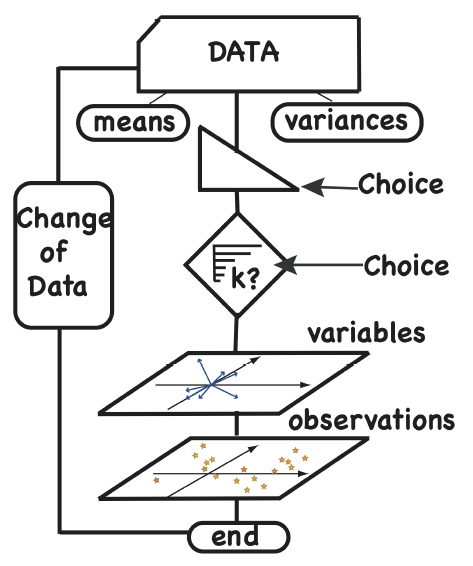 DATA
means
variances
Choice
Change
of
Data
k?
Choice
variables
observations
end